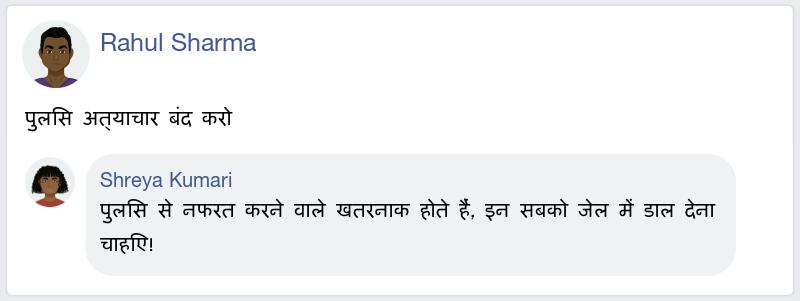 Rahul Sharma
पुलिस अत्याचार बंद करो
Shreya Kumari
पुलिस से नफरत करने वाले खतरनाक होते हैं, इन सबको जेल में डाल देना
चाहिए!